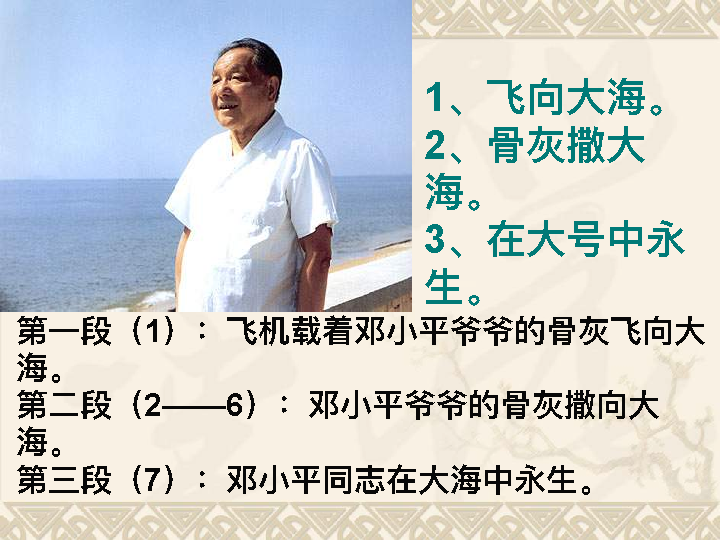 1、飞向大海。
2、骨灰撒大
海。
3、在大号中永
生。
第一段（1）：飞机载着邓小平爷爷的骨灰飞向大
海。
第二段（2——6）：邓小平爷爷的骨灰撒向大
海。
第三段（7）：邓小平同志在大海中永生。